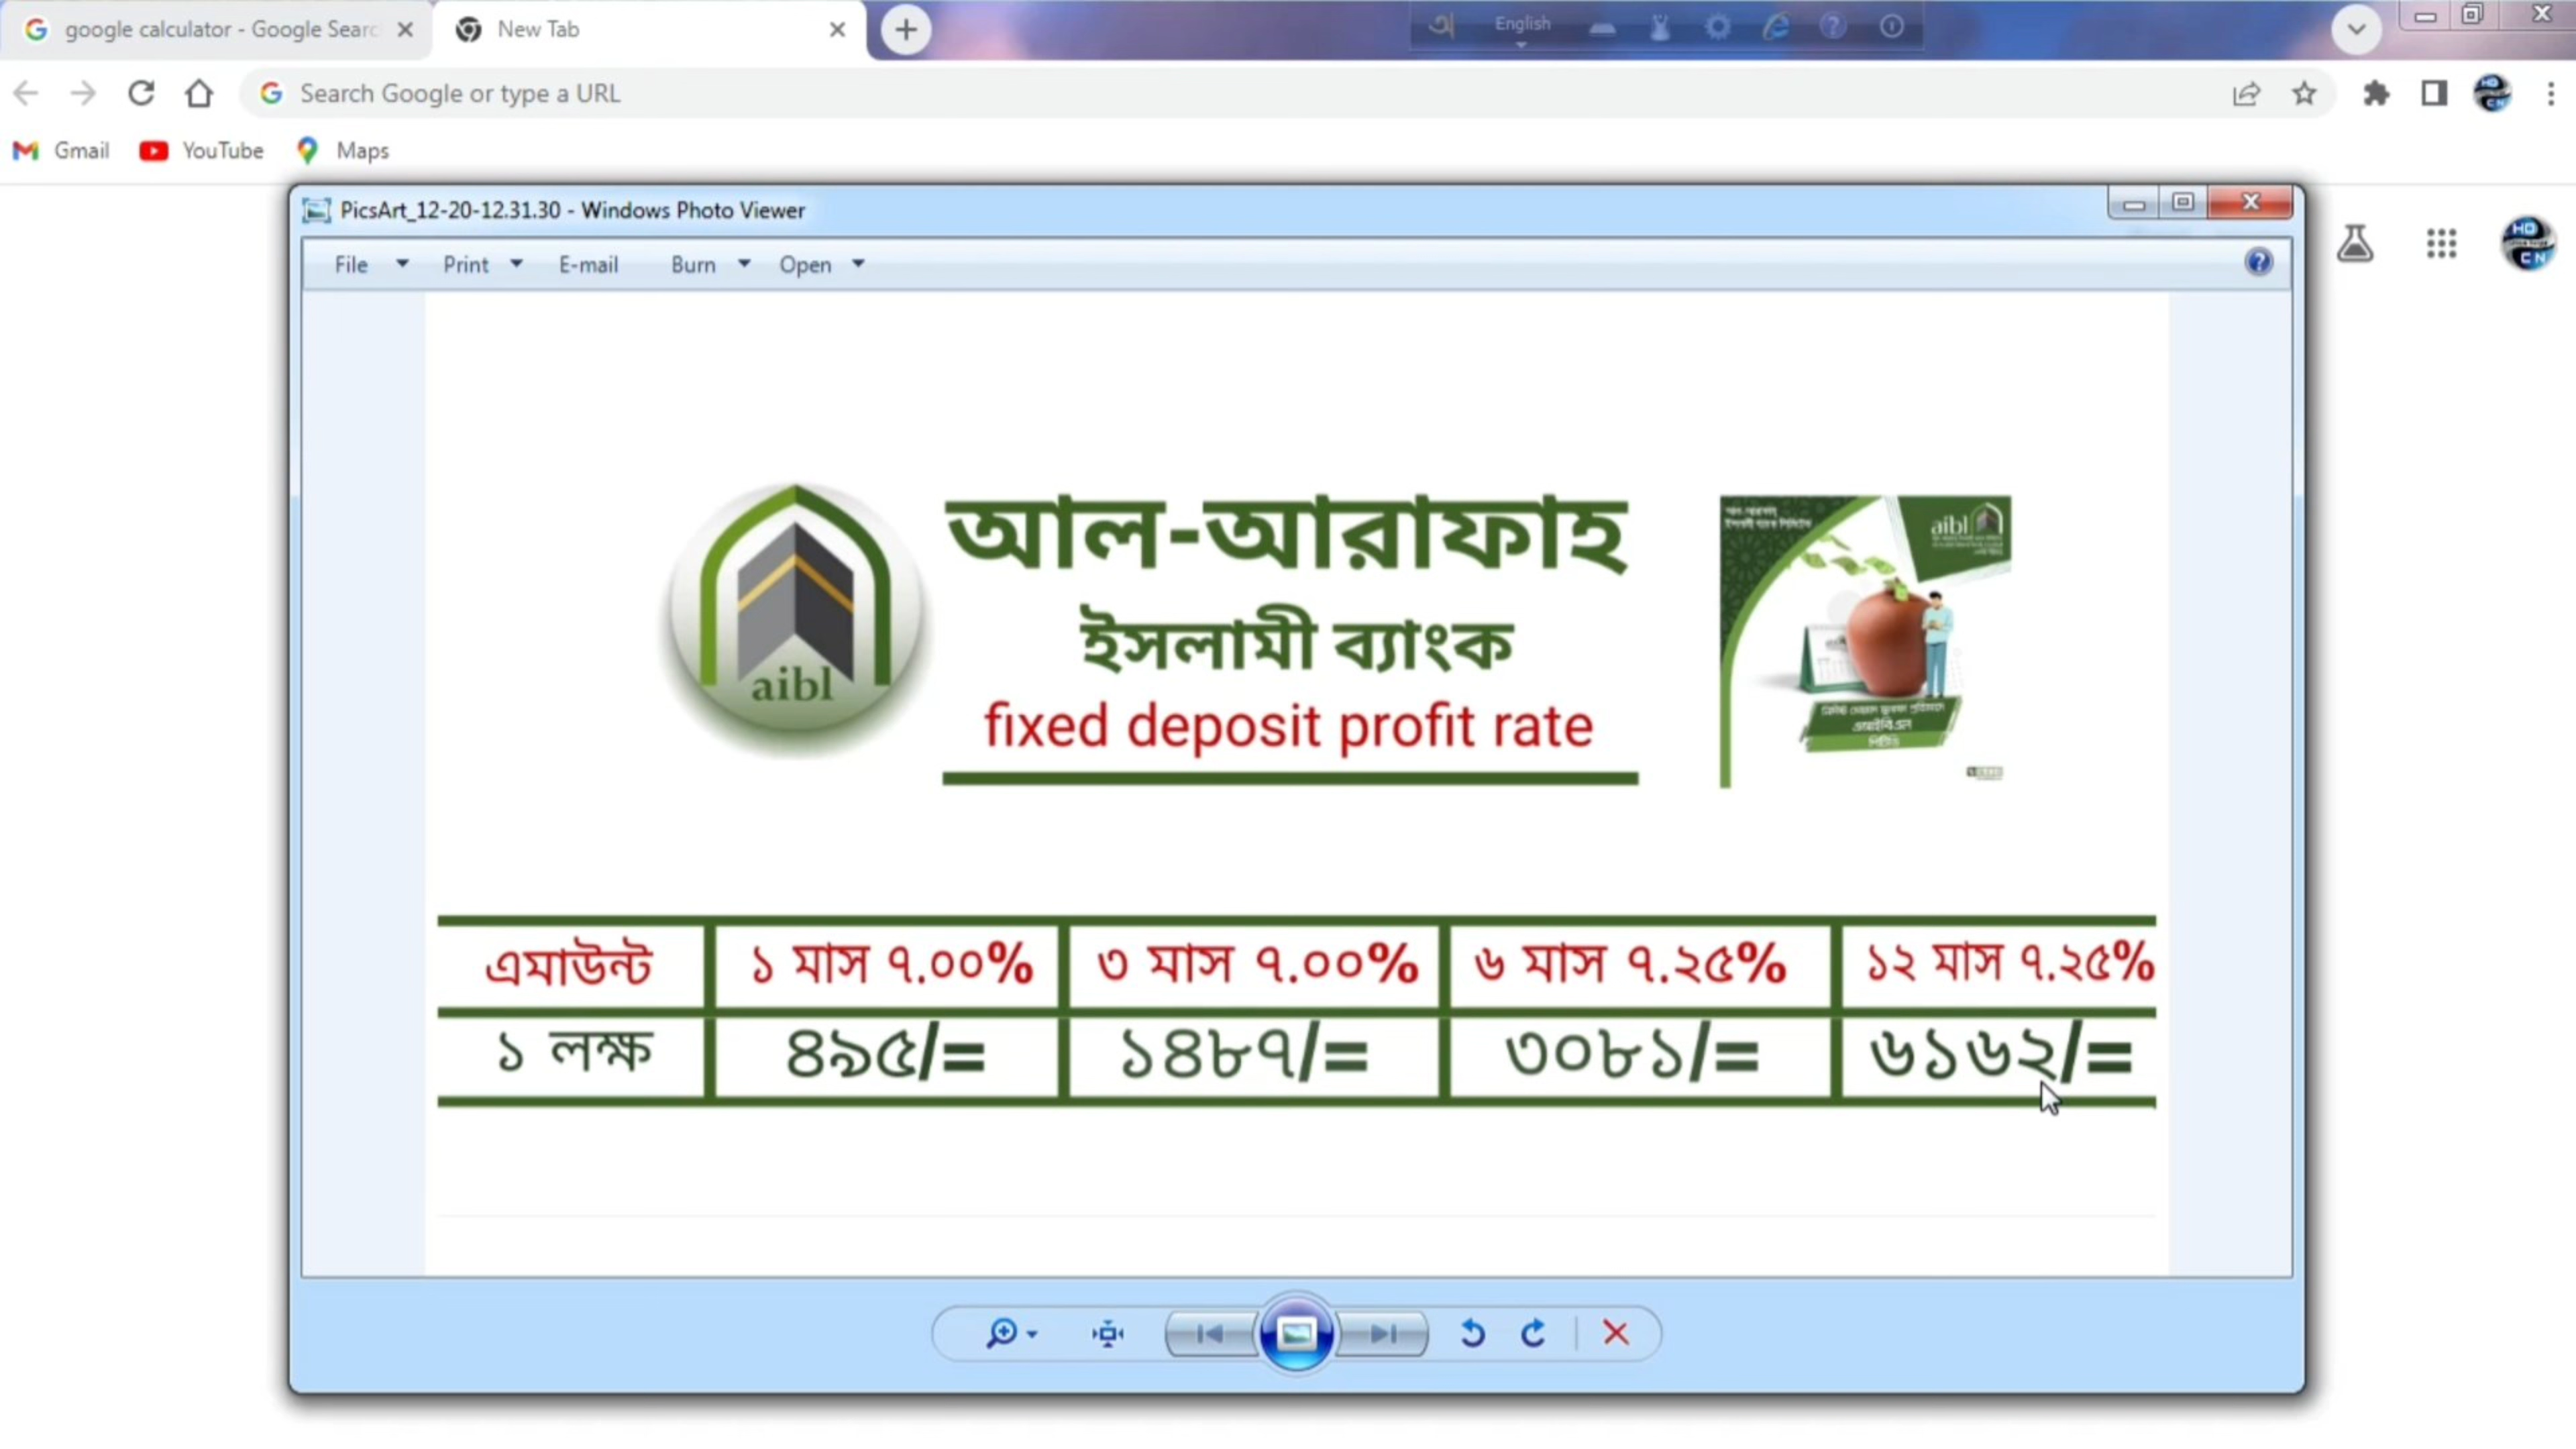 google calculator - Google Searc
New Tab
English
Search Google or type a URL
Gmail
YouTube
Maps
PicsArt_12-20-12.31.30 - Windows Photo Viewer
File
Print
E-mail
Burn
Open
HD
CN
আল-আরাফাহ
ইসলামী ব্যাংক
fixed deposit profit rate
aibl
aibl
এমাউন্ট
১ মাস ৭.০০%
৩ মাস ৭.০০%
৬ মাস ৭.২৫%
১২ মাস ৭.২৫%
১ লক্ষ
৪৯৫/=
১৪৮৭/=
৩০৮১/=
৬১৬২/=